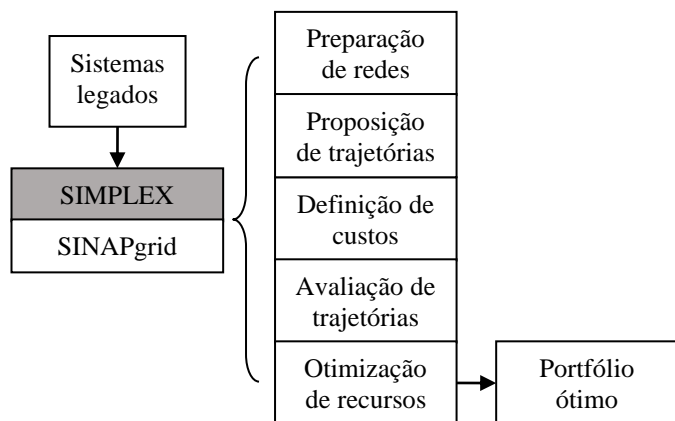 Sistemas
legados
SIMPLEX
SINAPgrid
Preparação
de redes
Proposição
de trajetórias
Definição de
custos
Avaliação de
trajetórias
Otimização
de recursos
Portfólio
ótimo